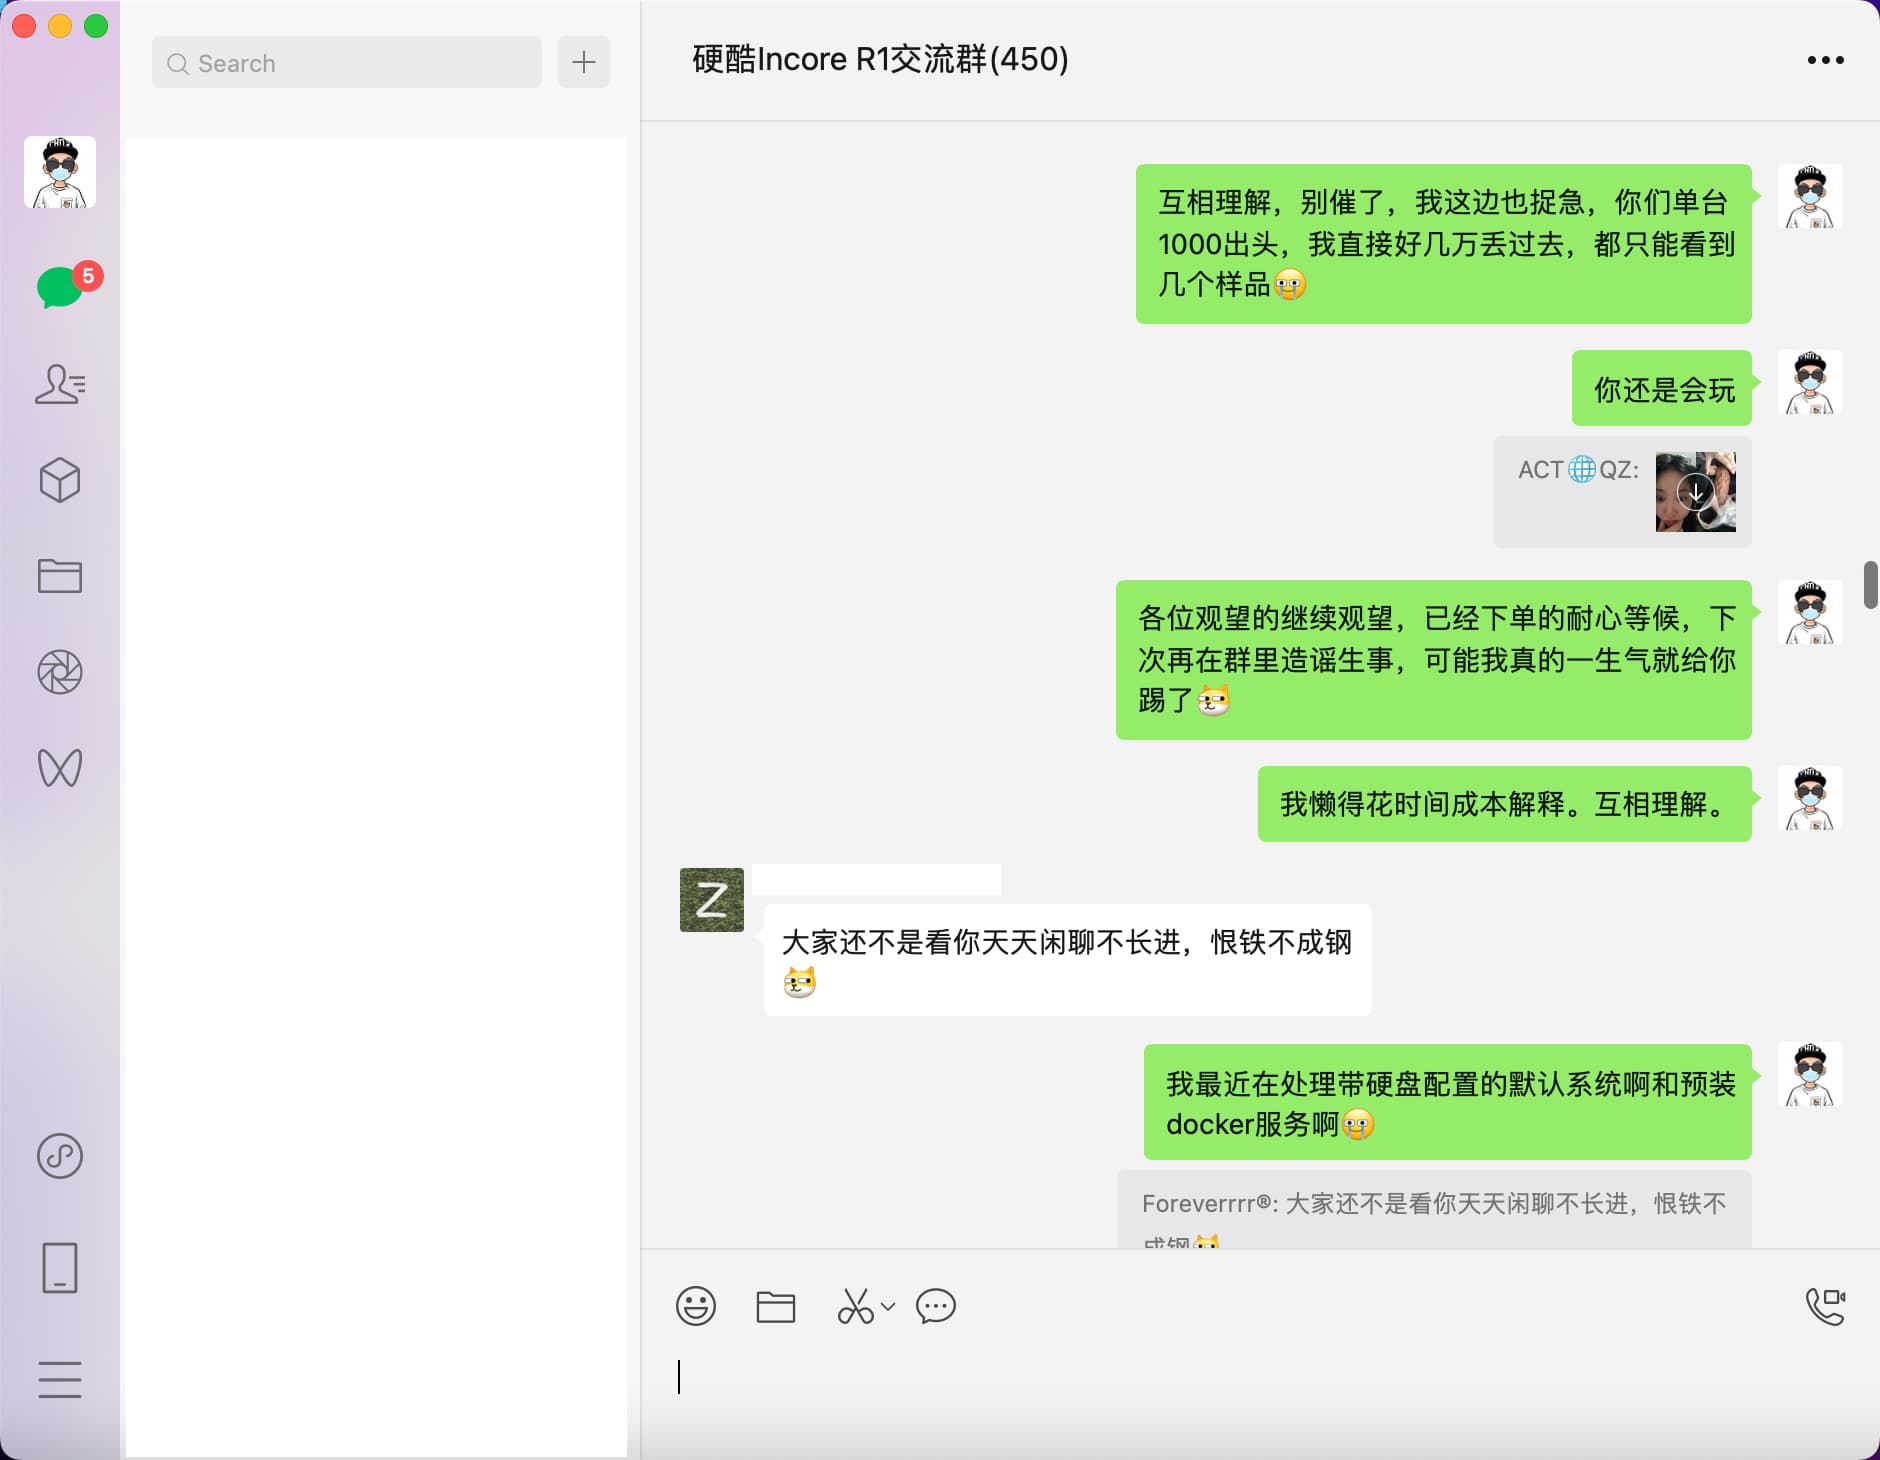 Search
硬酷Incore R1交流群(450)
互相理解，别催了，我这边也捉急，你们单台
1000出头，我直接好几万丢过去，都只能看到
几个样品😭
5
你还是会玩
ACT🌐QZ:
各位观望的继续观望，已经下单的耐心等候，下
次再在群里造谣生事，可能我真的一生气就给你
踢了
我懒得花时间成本解释。互相理解。
Z
大家还不是看你天天闲聊不长进，恨铁不成钢
我最近在处理带硬盘配置的默认系统啊和预装
docker服务啊😭
Foreverrrr®: 大家还不是看你天天闲聊不长进，恨铁不
成钢